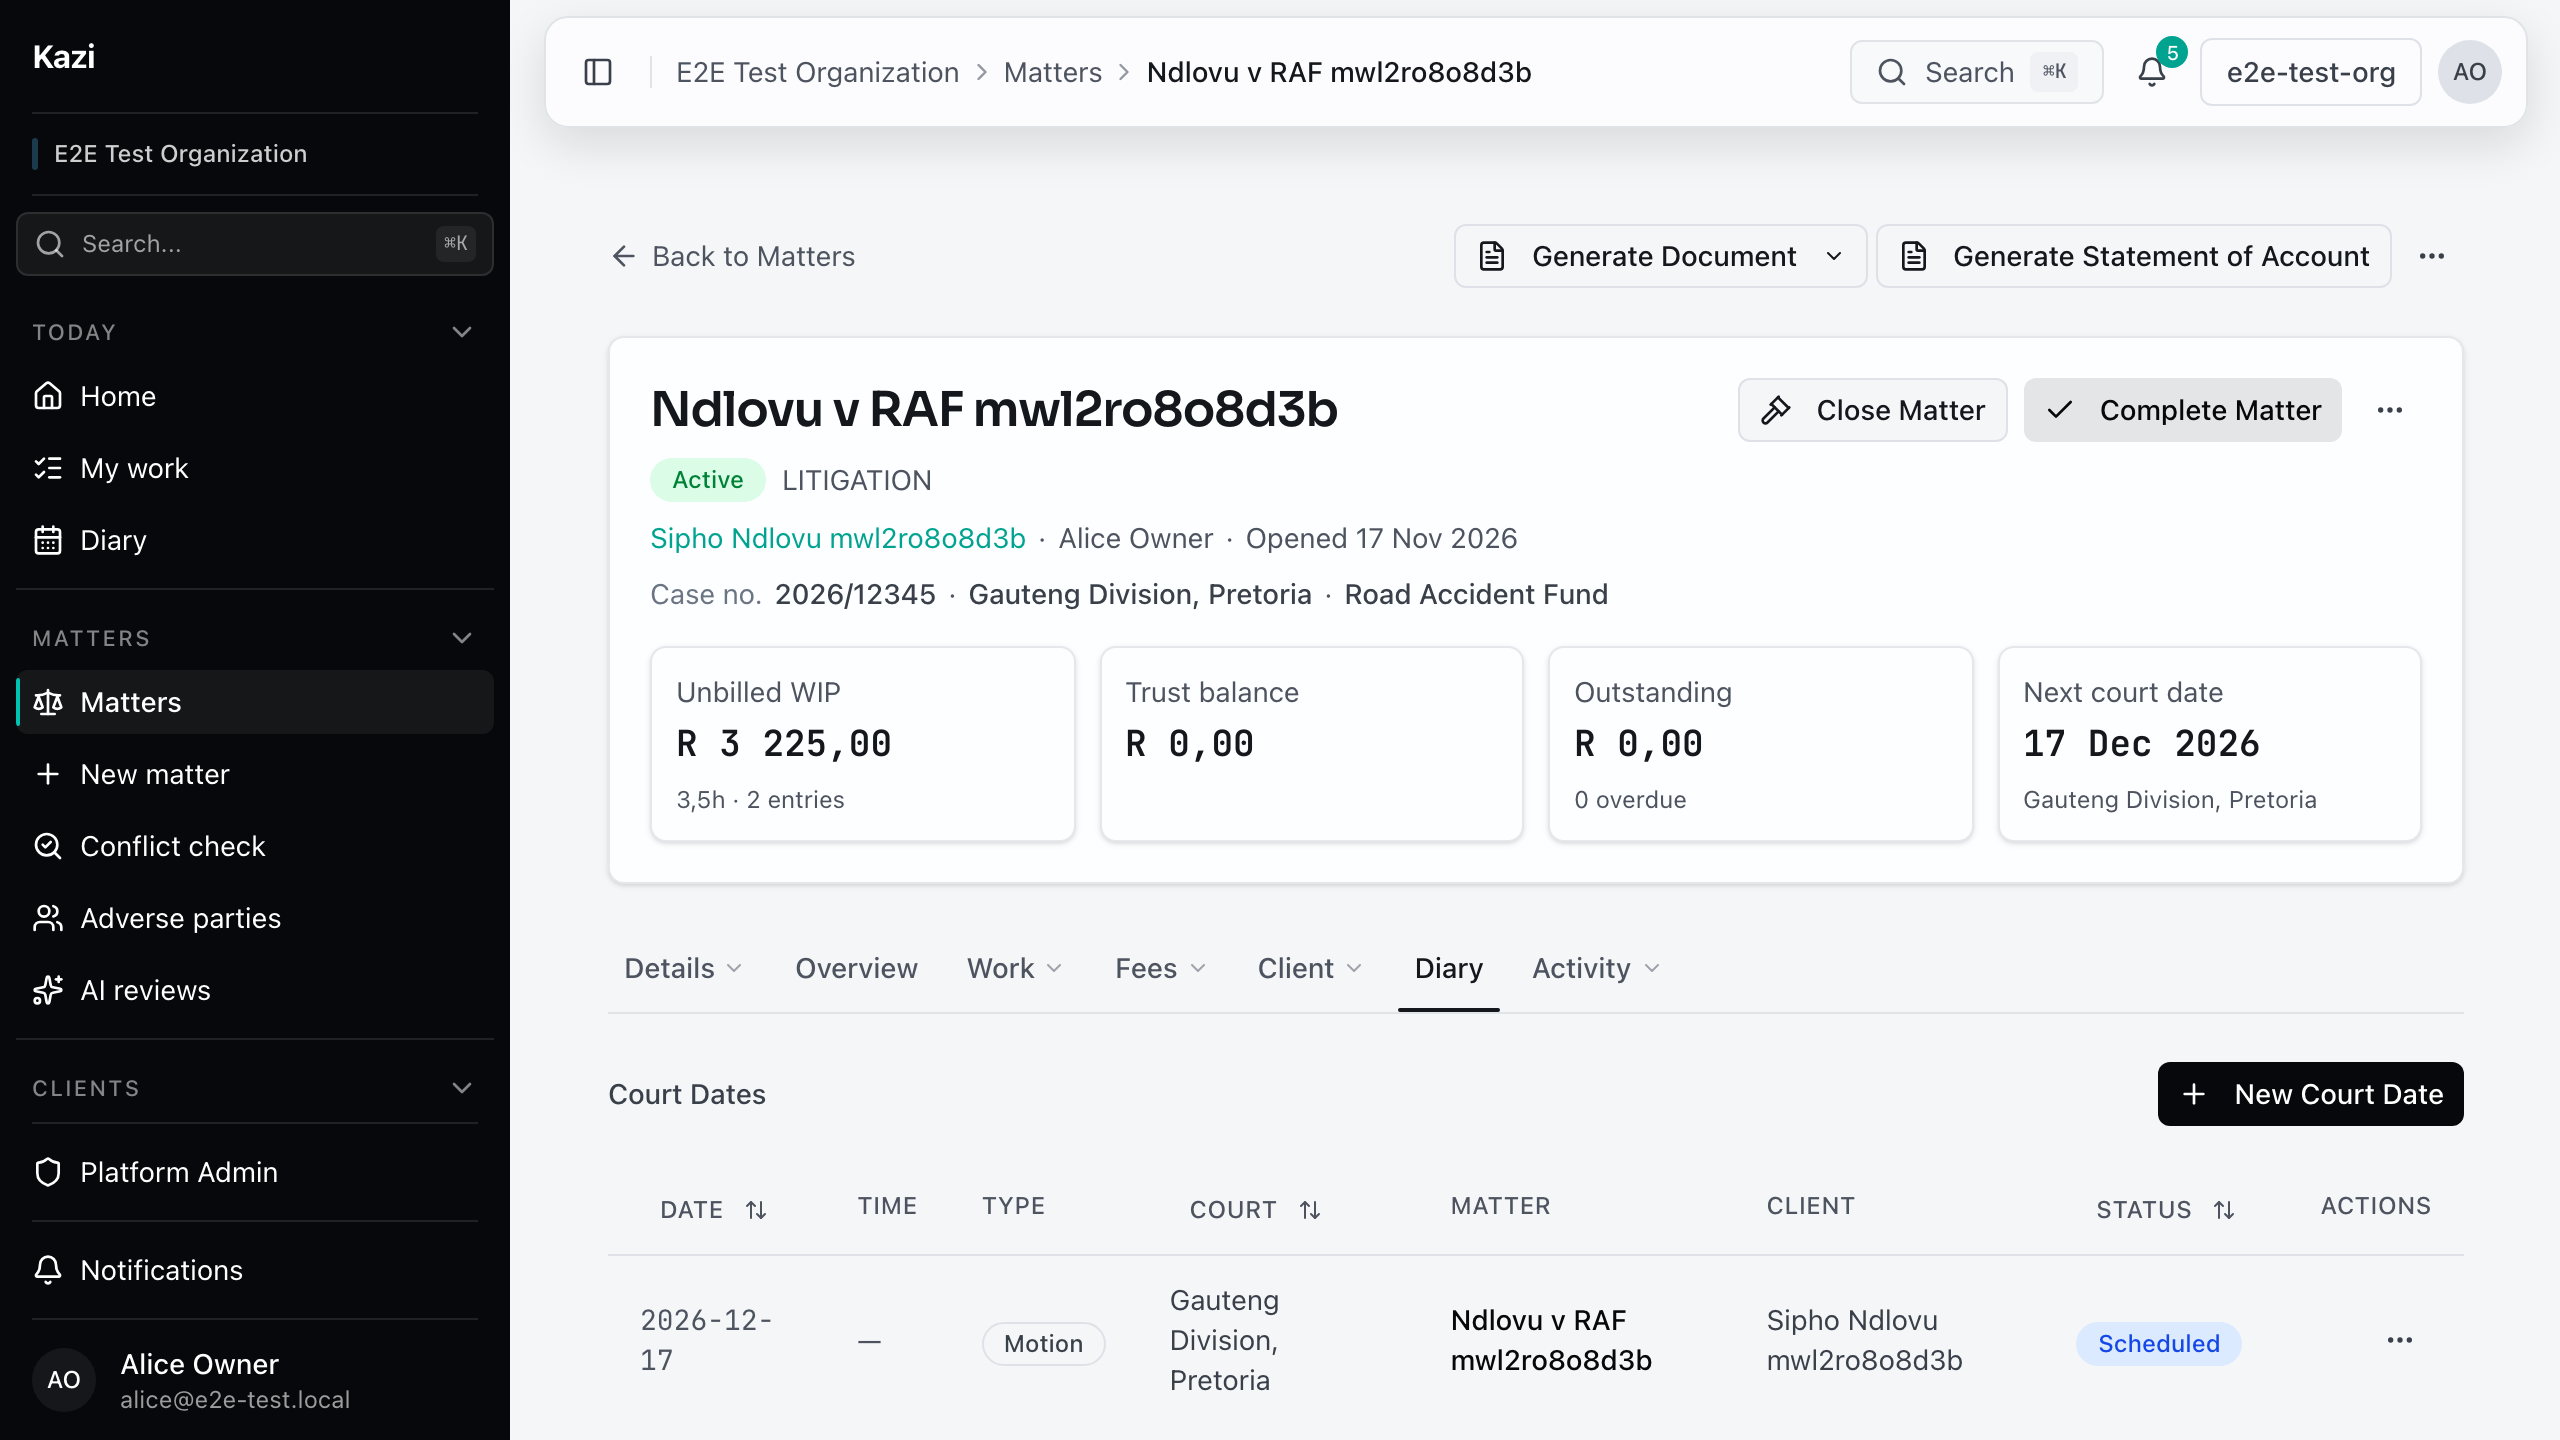 Kazi
E2E Test Organization
Search... ⌘K
TODAY
Home
My work
Diary
MATTERS
Matters
New matter
Conflict check
Adverse parties
AI reviews
CLIENTS
Platform Admin
Notifications
AO
Alice Owner
alice@e2e-test.local
E2E Test Organization > Matters > Ndlovu v RAF mwl2ro8o8d3b
Search ⌘K
5
e2e-test-org
AO
Back to Matters
Generate Document
Generate Statement of Account
Ndlovu v RAF mwl2ro8o8d3b
Close Matter
Complete Matter
Active LITIGATION
Sipho Ndlovu mwl2ro8o8d3b · Alice Owner · Opened 17 Nov 2026
Case no. 2026/12345 · Gauteng Division, Pretoria · Road Accident Fund
Unbilled WIP
R 3 225,00
3,5h · 2 entries
Trust balance
R 0,00
Outstanding
R 0,00
0 overdue
Next court date
17 Dec 2026
Gauteng Division, Pretoria
Details Overview Work Fees Client Diary Activity
Court Dates
New Court Date
DATE TIME TYPE COURT MATTER CLIENT STATUS ACTIONS
2026-12-
17
—
Motion
Gauteng
Division,
Pretoria
Ndlovu v RAF
mwl2ro8o8d3b
Sipho Ndlovu
mwl2ro8o8d3b
Scheduled